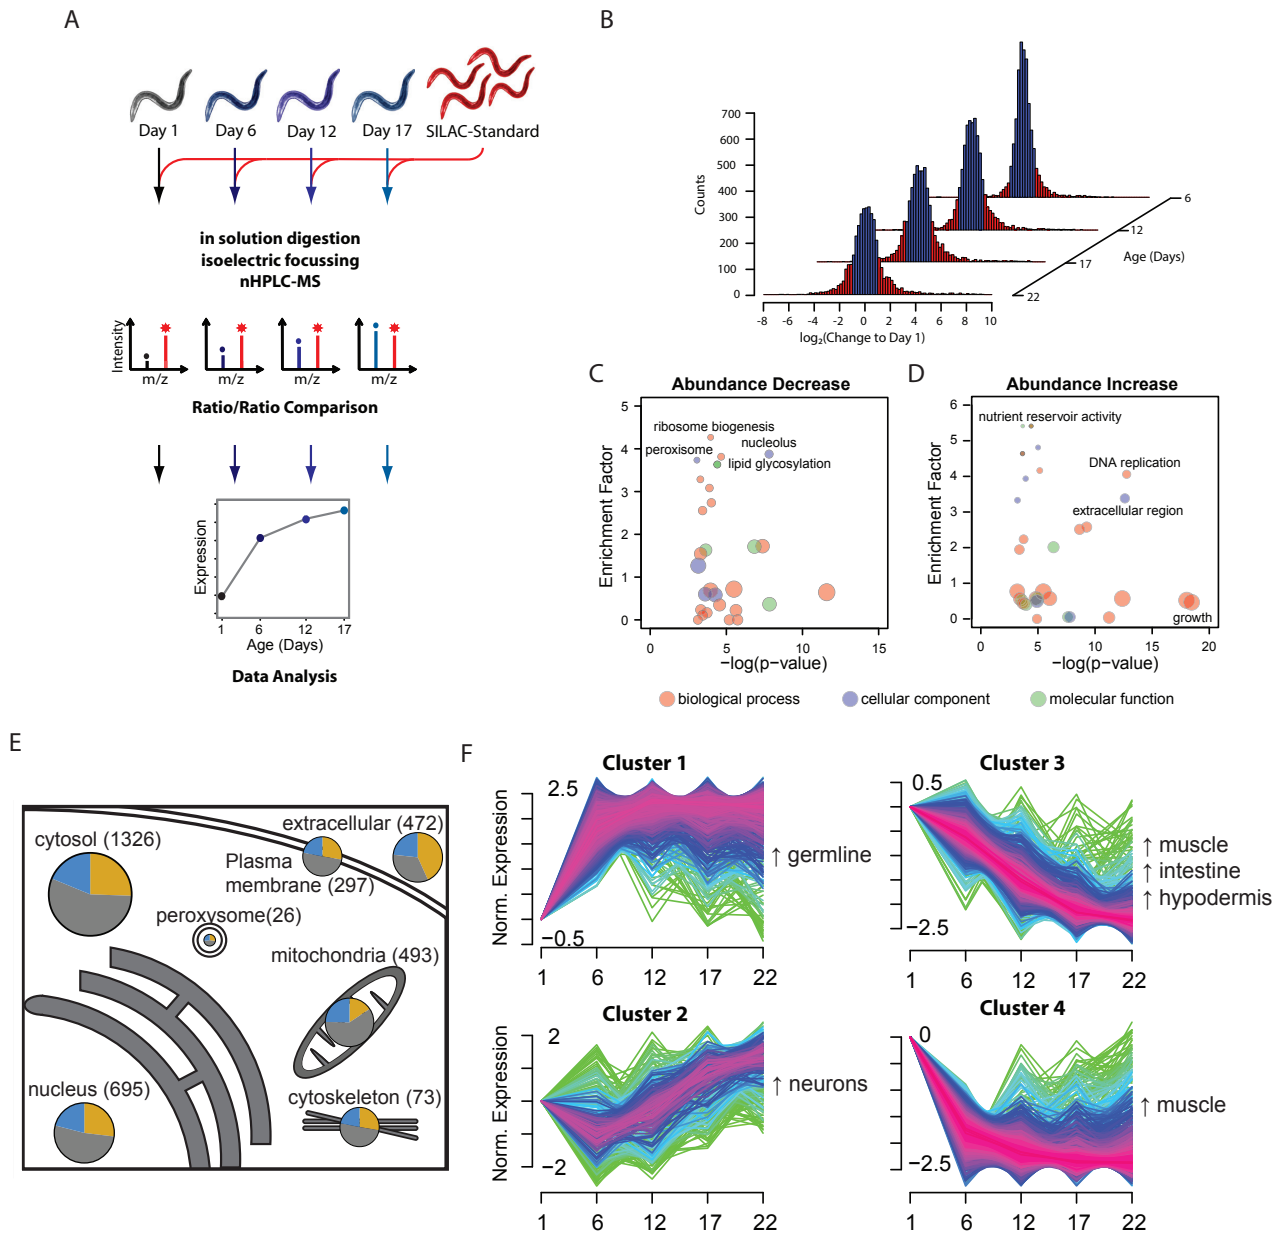 A
Day 1
Day 6
Day 12
Day 17
SILAC-Standard
in solution digestion
isoelectric focussing
nHPLC-MS
Intensity
m/z
m/z
m/z
m/z
Ratio/Ratio Comparison
Expression
1
6
12
17
Age (Days)
Data Analysis
B
Counts
700
600
500
400
300
200
100
0
-8
-6
-4
-2
0
2
4
6
8
10
log₂(Change to Day 1)
6
12
17
22
Age (Days)
C
Abundance Decrease
Enrichment Factor
5
4
3
2
1
0
ribosome biogenesis
peroxisome
nucleolus
lipid glycosylation
0
5
10
15
−log(p−value)
D
Abundance Increase
Enrichment Factor
6
5
4
3
2
1
0
nutrient reservoir activity
DNA replication
extracellular region
growth
0
5
10
15
20
−log(p−value)
biological process
cellular component
molecular function
E
cytosol (1326)
extracellular (472)
Plasma
membrane (297)
peroxysome(26)
mitochondria (493)
nucleus (695)
cytoskeleton (73)
F
Cluster 1
Norm. Expression
2.5
−0.5
1
6
12
17
22
↑ germline
Cluster 3
0.5
−2.5
1
6
12
17
22
↑ muscle
↑ intestine
↑ hypodermis
Cluster 2
Norm. Expression
2
−2
1
6
12
17
22
↑ neurons
Cluster 4
0
−2.5
1
6
12
17
22
↑ muscle